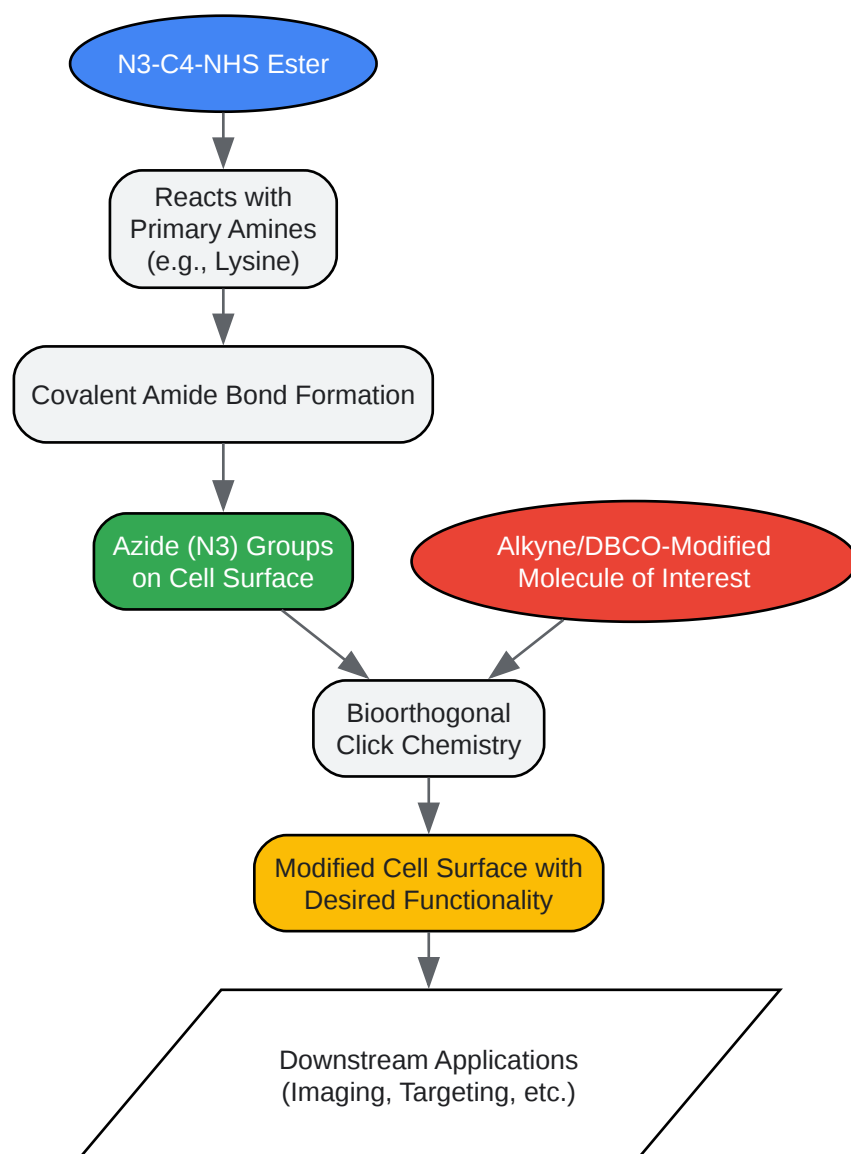 N3-C4-NHS Ester
Reacts with
Primary Amines
(e.g., Lysine)
Covalent Amide Bond Formation
Azide (N3) Groups
on Cell Surface
Alkyne/DBCO-Modified
Molecule of Interest
Bioorthogonal
Click Chemistry
Modified Cell Surface with
Desired Functionality
Downstream Applications
(Imaging, Targeting, etc.)